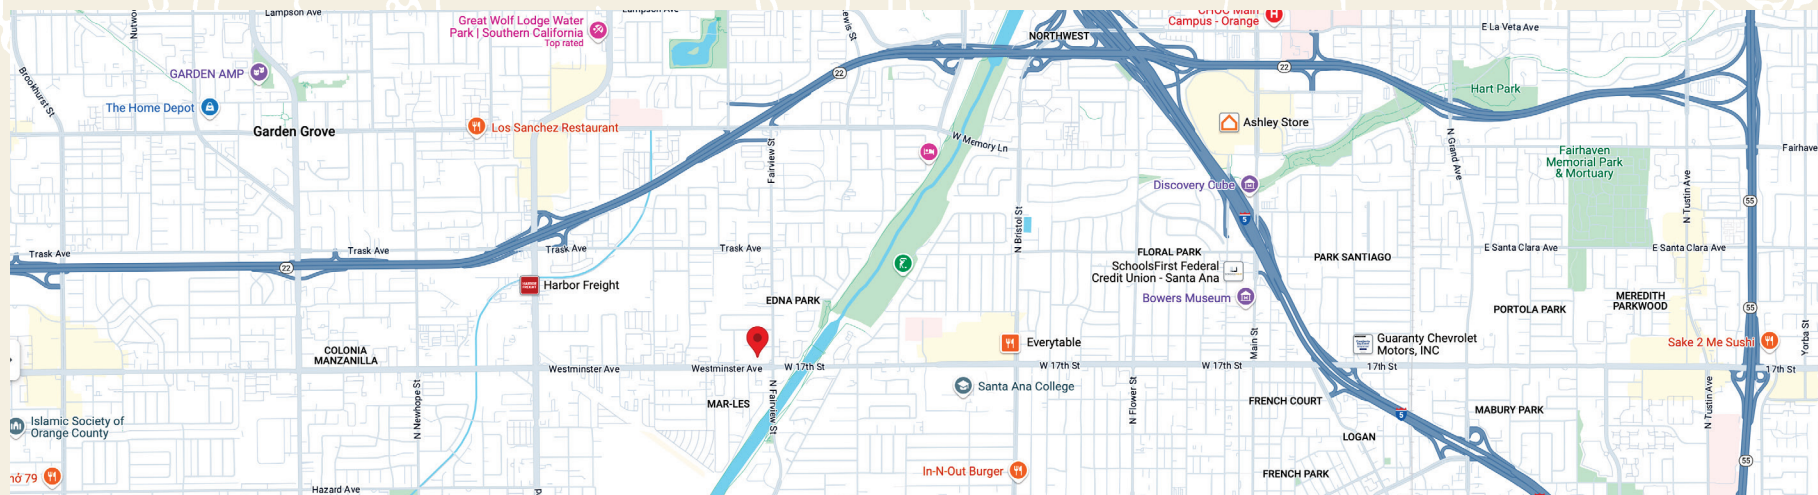 Lampson Ave
Great Wolf Lodge Water
Park | Southern California
Top rated
Lampson Ave
CHOC Main
Campus - Orange
E La Veta Ave
NORTHWEST
GARDEN AMP
22
22
Brookhurst St
The Home Depot
Hart Park
Los Sanchez Restaurant
Garden Grove
Ashley Store
W Memory Ln
N Grand Ave
Fairview St
Fairhaven
Memorial Park
& Mortuary
Discovery Cube
N Tustin Ave
55
5
N Bristol St
Trask Ave
Trask Ave
Trask Ave
Trask Ave
FLORAL PARK
PARK SANTIAGO
E Santa Clara Ave
E Santa Clara Ave
22
SchoolsFirst Federal
Credit Union - Santa Ana
HARBOR
FREIGHT
Harbor Freight
EDNA PARK
Bowers Museum
PORTOLA PARK
MEREDITH
PARKWOOD
55
COLONIA
MANZANILLA
Everytable
Main St
Guaranty Chevrolet
Motors, INC
Sake 2 Me Sushi
Yorba St
Westminster Ave
Westminster Ave
W 17th St
W 17th St
W 17th St
17th St
17th St
Santa Ana College
N Newhope St
MAR-LES
N Fairview St
N Flower St
FRENCH COURT
5
MABURY PARK
N Tustin Ave
Islamic Society of
Orange County
LOGAN
In-N-Out Burger
FRENCH PARK
55
79
Hazard Ave